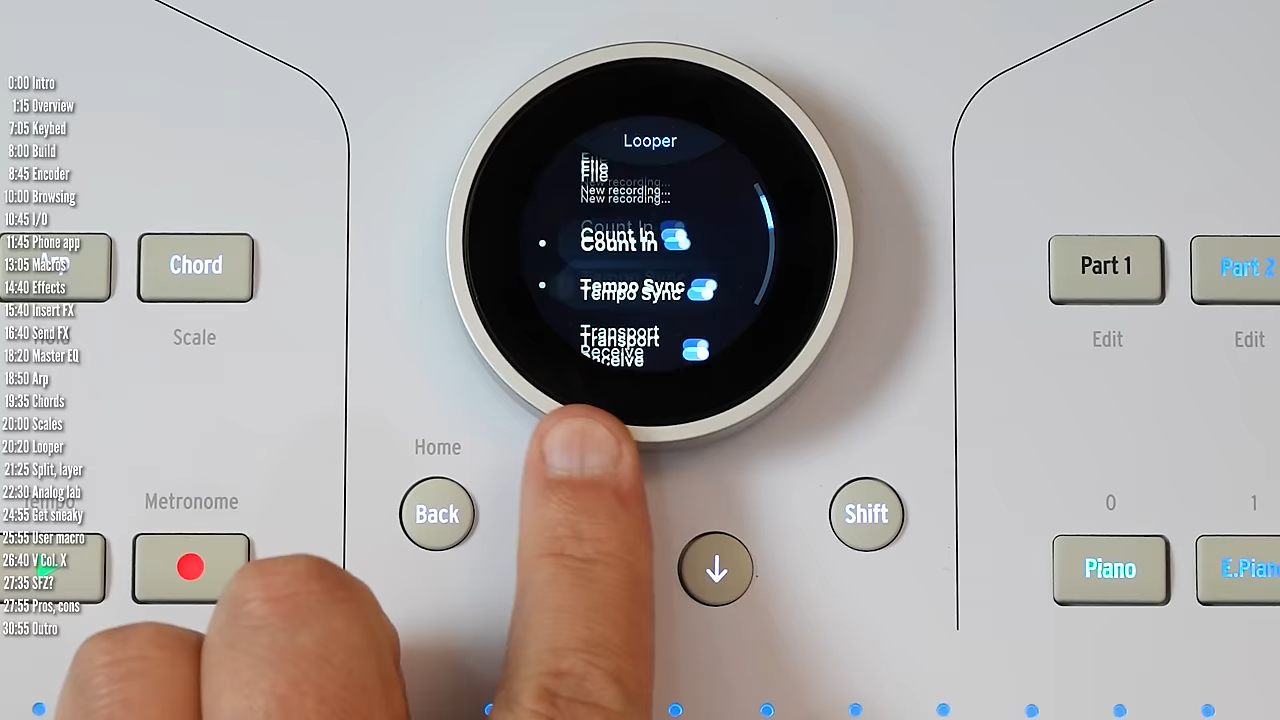 0:00 Intro
1:15 Overview
7:05 Keybed
8:00 Build
8:45 Encoder
10:00 Browsing
10:45 I/O
11:45 Phone app
13:05 Macros
14:40 Effects
15:40 Insert FX
16:40 Send FX
18:20 Master EQ
18:50 Arp
19:35 Chords
20:00 Scales
20:20 Looper
21:25 Split, layer
22:30 Analog lab
24:55 Get sneaky
25:55 User macro
26:40 V Col. X
27:35 SFZ?
27:55 Pros, cons
30:55 Outro
Arp
Chord
Scale
Metronome
Looper
File
New recording...
Count In
Tempo Sync
Transport
Receive
Home
Back
Shift
Part 1
Part 2
Edit
Edit
0
1
Piano
E.Pian